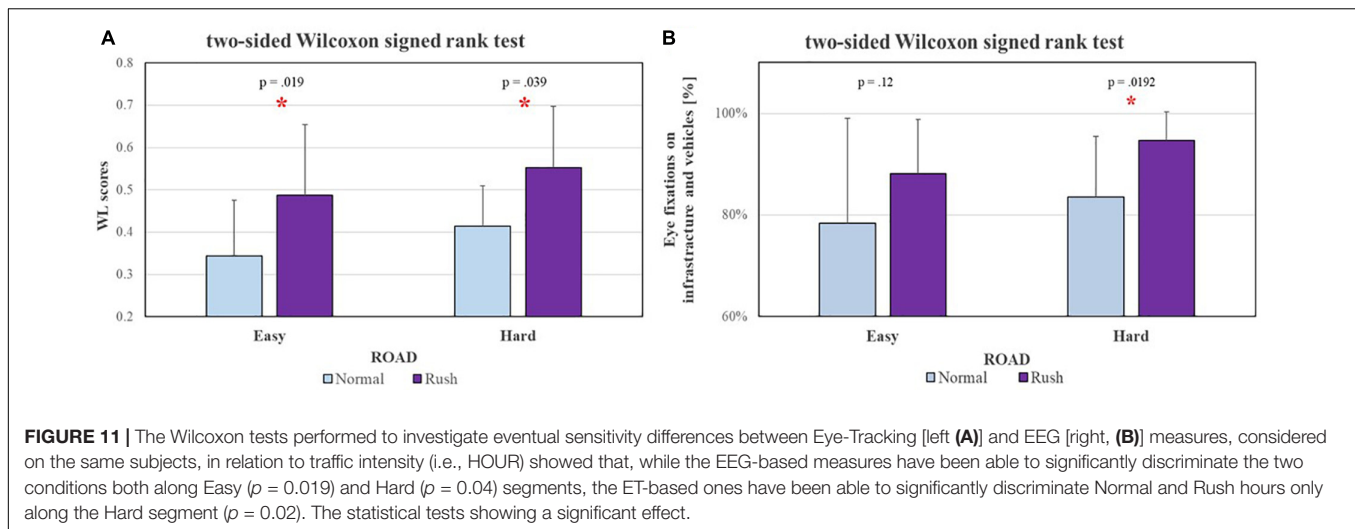 A
two-sided Wilcoxon signed rank test
0.8
0.7
0.6
0.5
0.4
0.3
0.2
WL scores
p = .019
*
p = .039
*
Easy
Hard
ROAD
Normal
Rush
B
two-sided Wilcoxon signed rank test
100%
80%
60%
Eye fixations on
infrastracture and vehicles [%]
p = .12
p = .0192
*
Easy
Hard
ROAD
Normal
Rush
FIGURE 11 | The Wilcoxon tests performed to investigate eventual sensitivity differences between Eye-Tracking [left (A)] and EEG [right, (B)] measures, considered
on the same subjects, in relation to traffic intensity (i.e., HOUR) showed that, while the EEG-based measures have been able to significantly discriminate the two
conditions both along Easy (p = 0.019) and Hard (p = 0.04) segments, the ET-based ones have been able to significantly discriminate Normal and Rush hours only
along the Hard segment (p = 0.02). The statistical tests showing a significant effect.